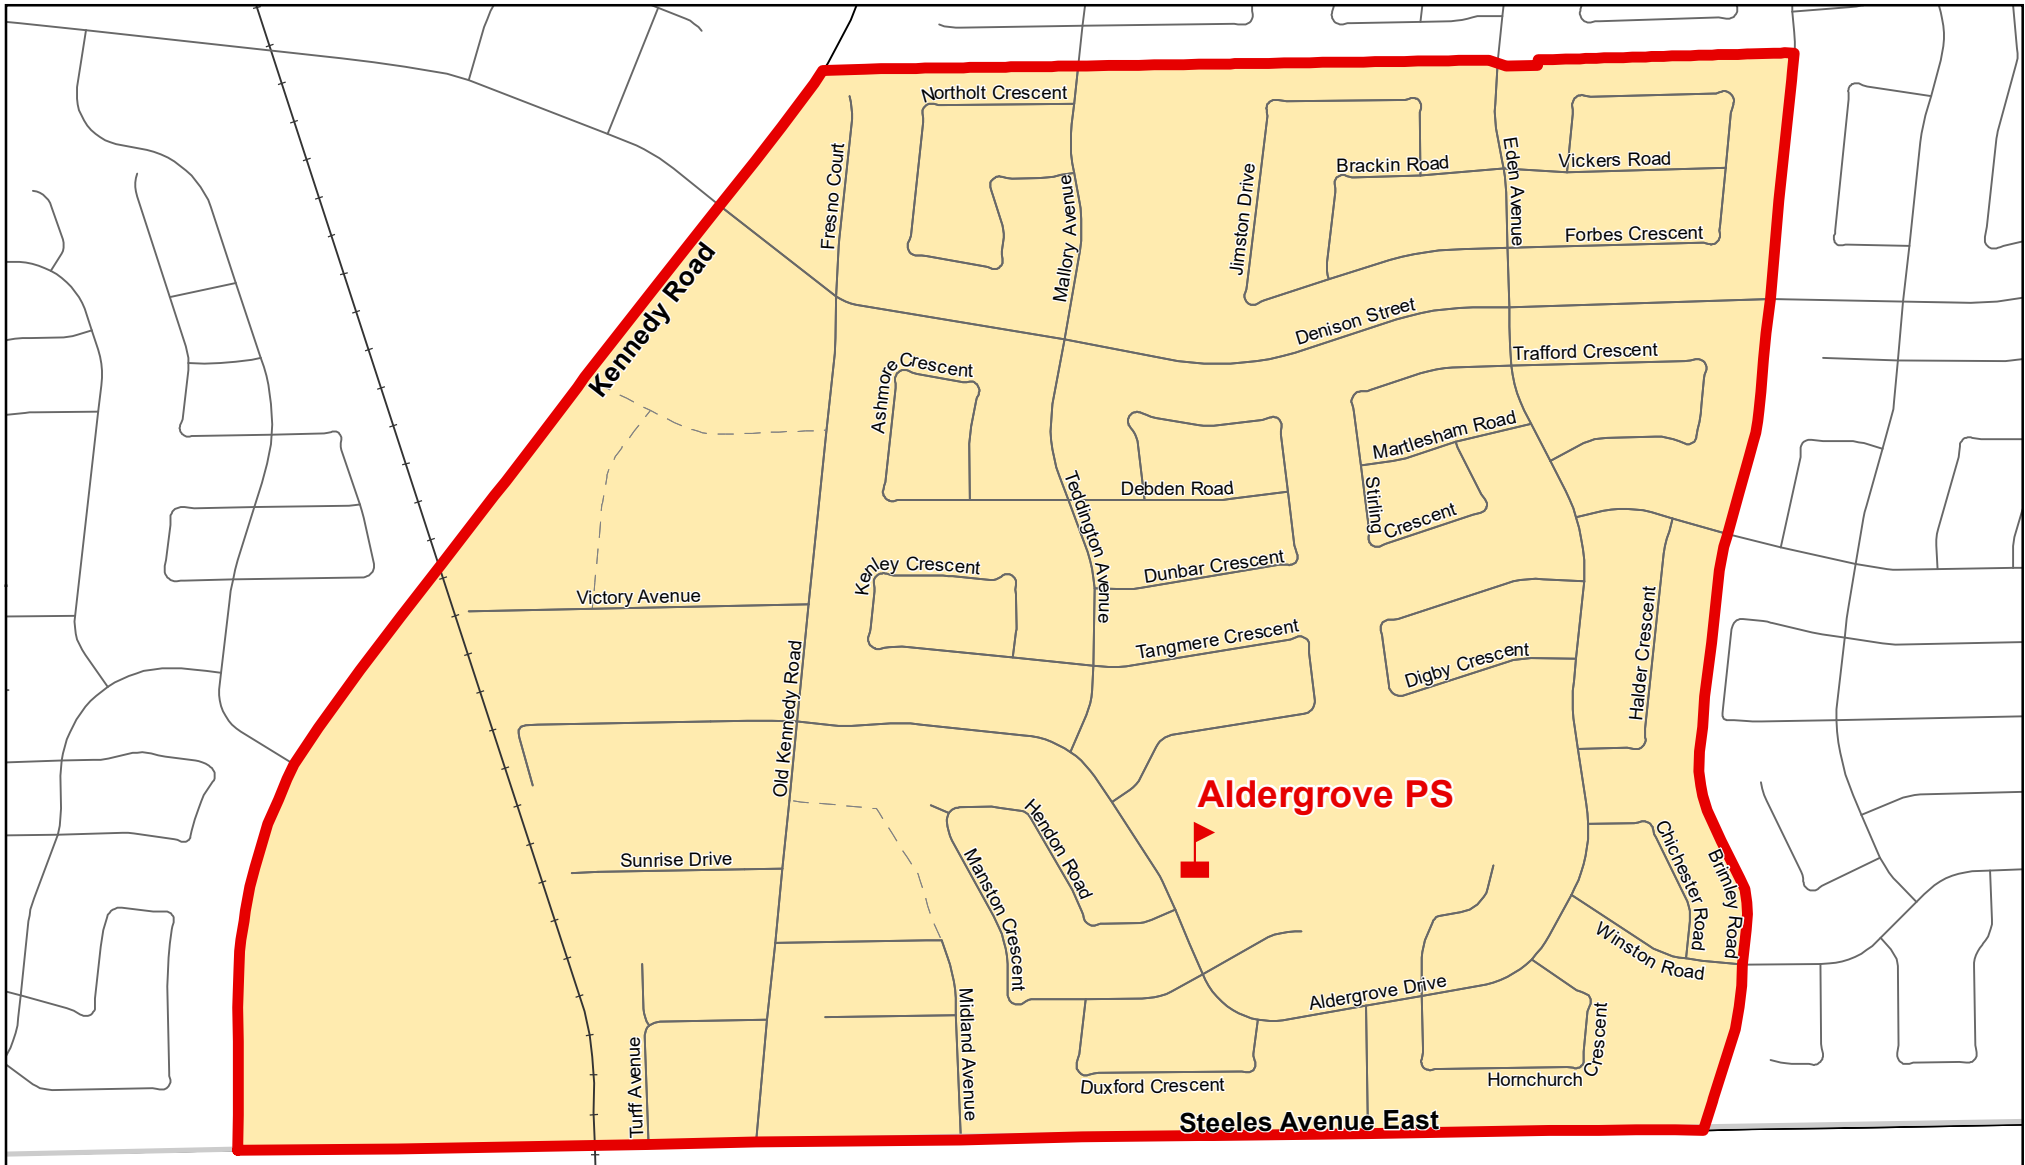 Northolt Crescent
Fresno Court
Mallory Avenue
Jimston Drive
Brackin Road
Eden Avenue
Vickers Road
Forbes Crescent
Kennedy Road
Denison Street
Trafford Crescent
Ashmore Crescent
Martlesham Road
Stirling Crescent
Debden Road
Teddington Avenue
Dunbar Crescent
Kenley Crescent
Victory Avenue
Tangmere Crescent
Digby Crescent
Halder Crescent
Old Kennedy Road
Aldergrove PS
Hendon Road
Manston Crescent
Sunrise Drive
Chichester Road
Brimley Road
Winston Road
Aldergrove Drive
Midland Avenue
Turff Avenue
Duxford Crescent
Hornchurch Crescent
Steeles Avenue East